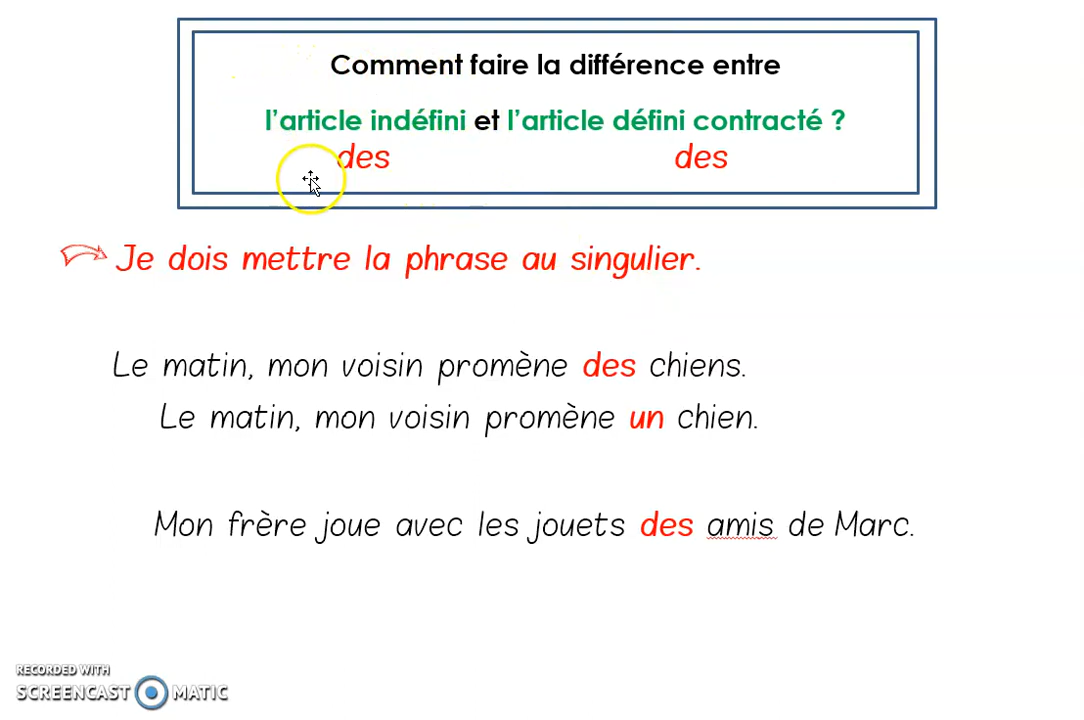 Comment faire la différence entre
l'article indéfini et l'article défini contracté ?
des des
Je dois mettre la phrase au singulier.
Le matin, mon voisin promène des chiens.
Le matin, mon voisin promène un chien.
Mon frère joue avec les jouets des amis de Marc.
RECORDED WITH
SCREENCAST MATIC